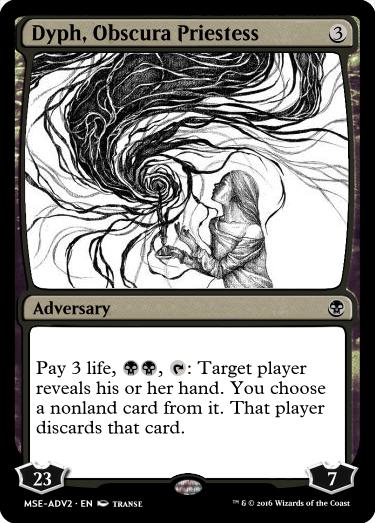 Dyph, Obscura Priestess 3
Adversary
Pay 3 life, : Target player
reveals his or her hand. You choose
a nonland card from it. That player
discards that card.
23 7
MSE-ADV2 • EN TRANSE ™ & © 2016 Wizards of the Coast